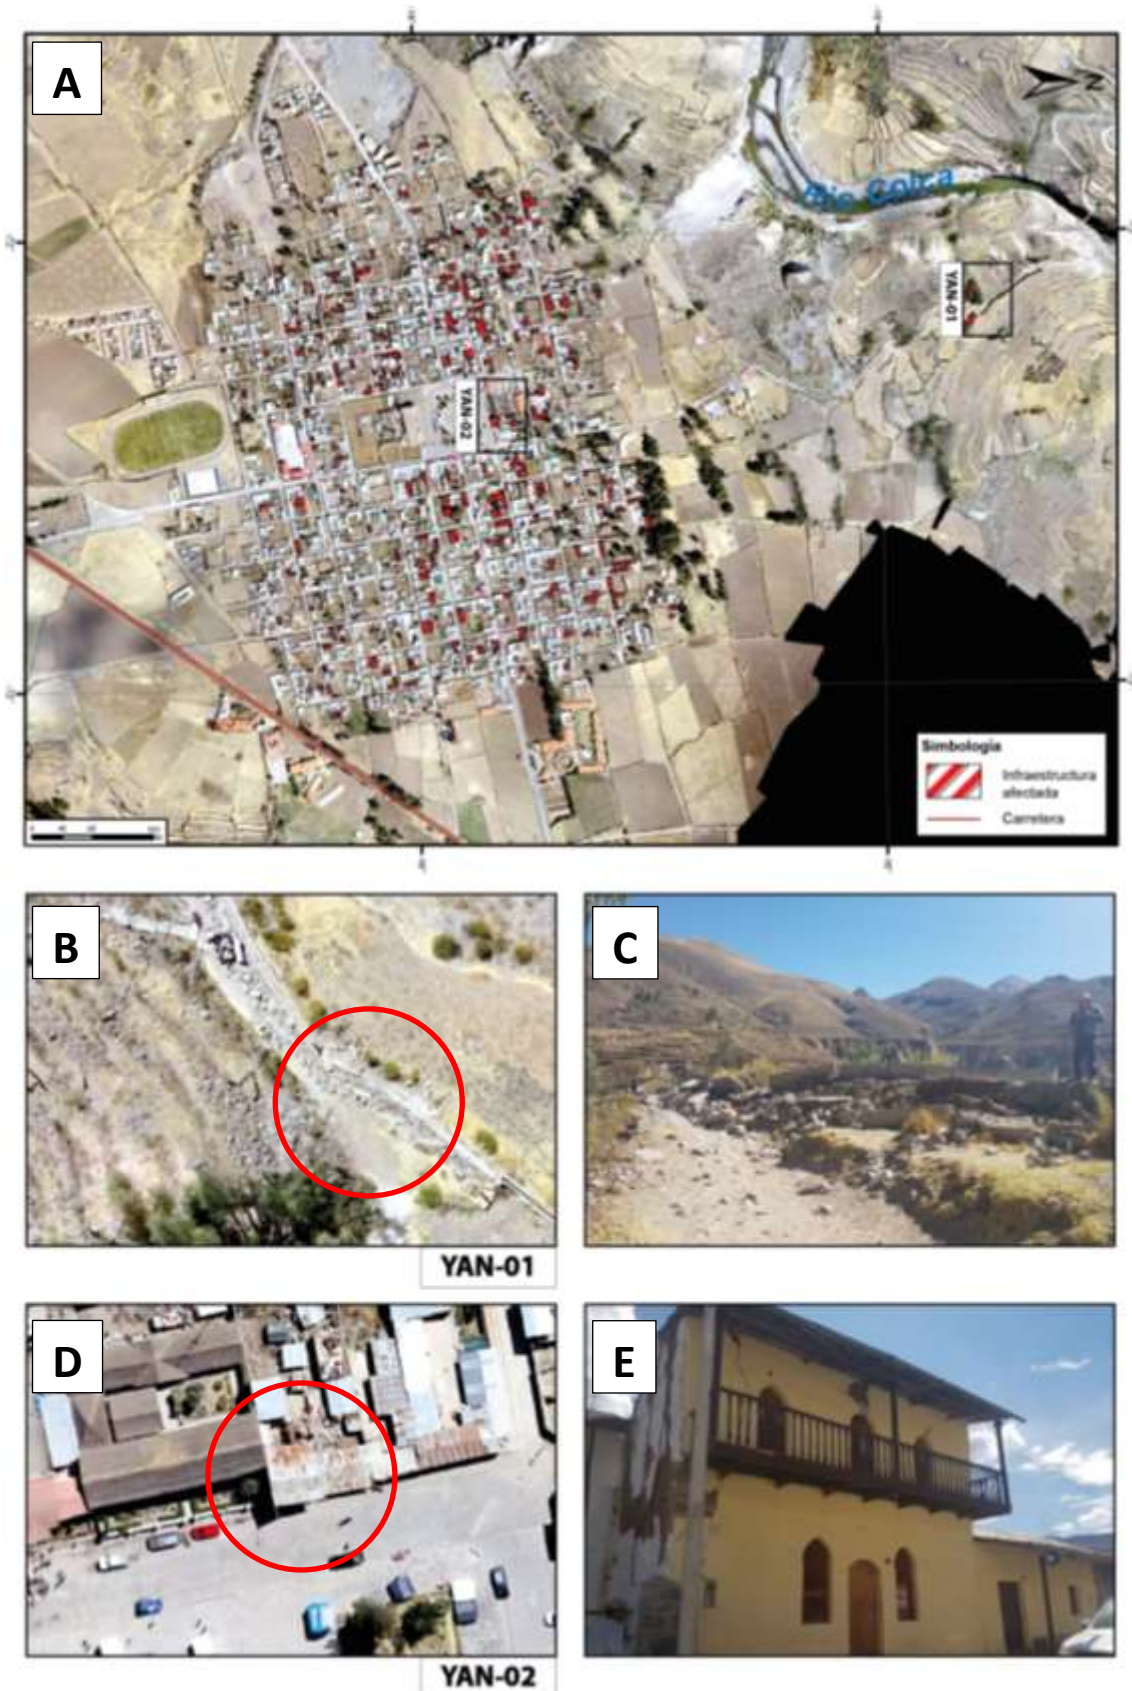 A
Río Colca
YAN-01
YAN-02
Simbología
Infraestructura
afectada
Carretera
B
C
YAN-01
D
E
YAN-02